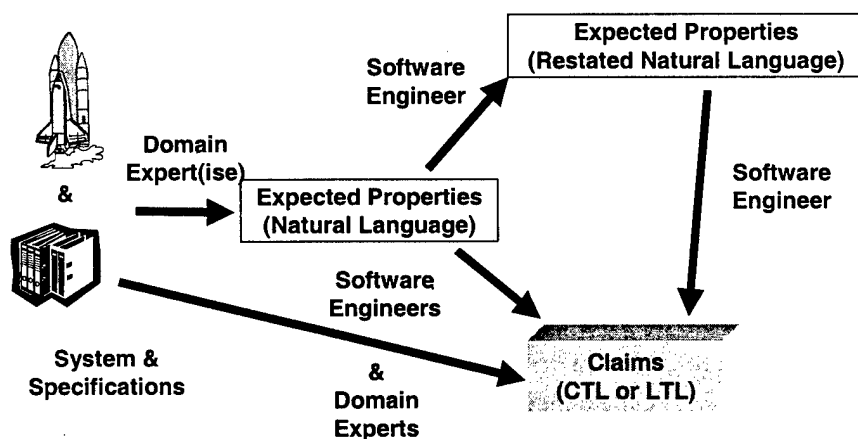 Expected Properties
(Restated Natural Language)
Software
Engineer
Domain
Expert(ise)
&
Expected Properties
(Natural Language)
Software
Engineer
Software
Engineers
System &
Specifications
&
Domain
Experts
Claims
(CTL or LTL)